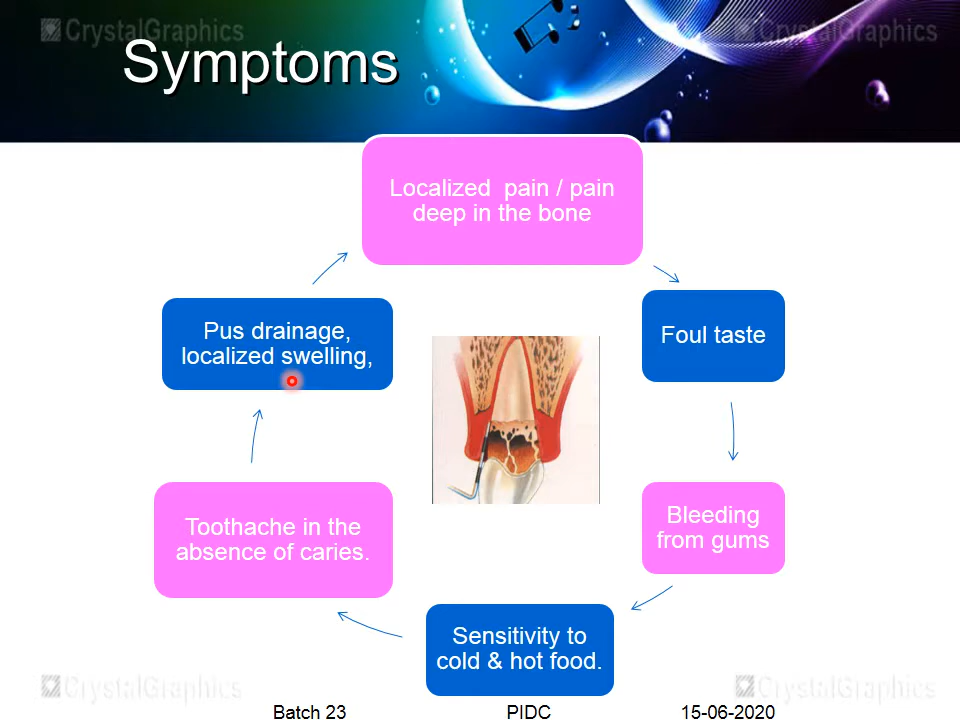 CrystalGraphics
CrystalGraphics
Symptoms
Localized pain / pain
deep in the bone
Foul taste
Bleeding
from gums
Sensitivity to
cold & hot food.
Toothache in the
absence of caries.
Pus drainage,
localized swelling,
CrystalGraphics
CrystalGraphics
Batch 23
PIDC
15-06-2020